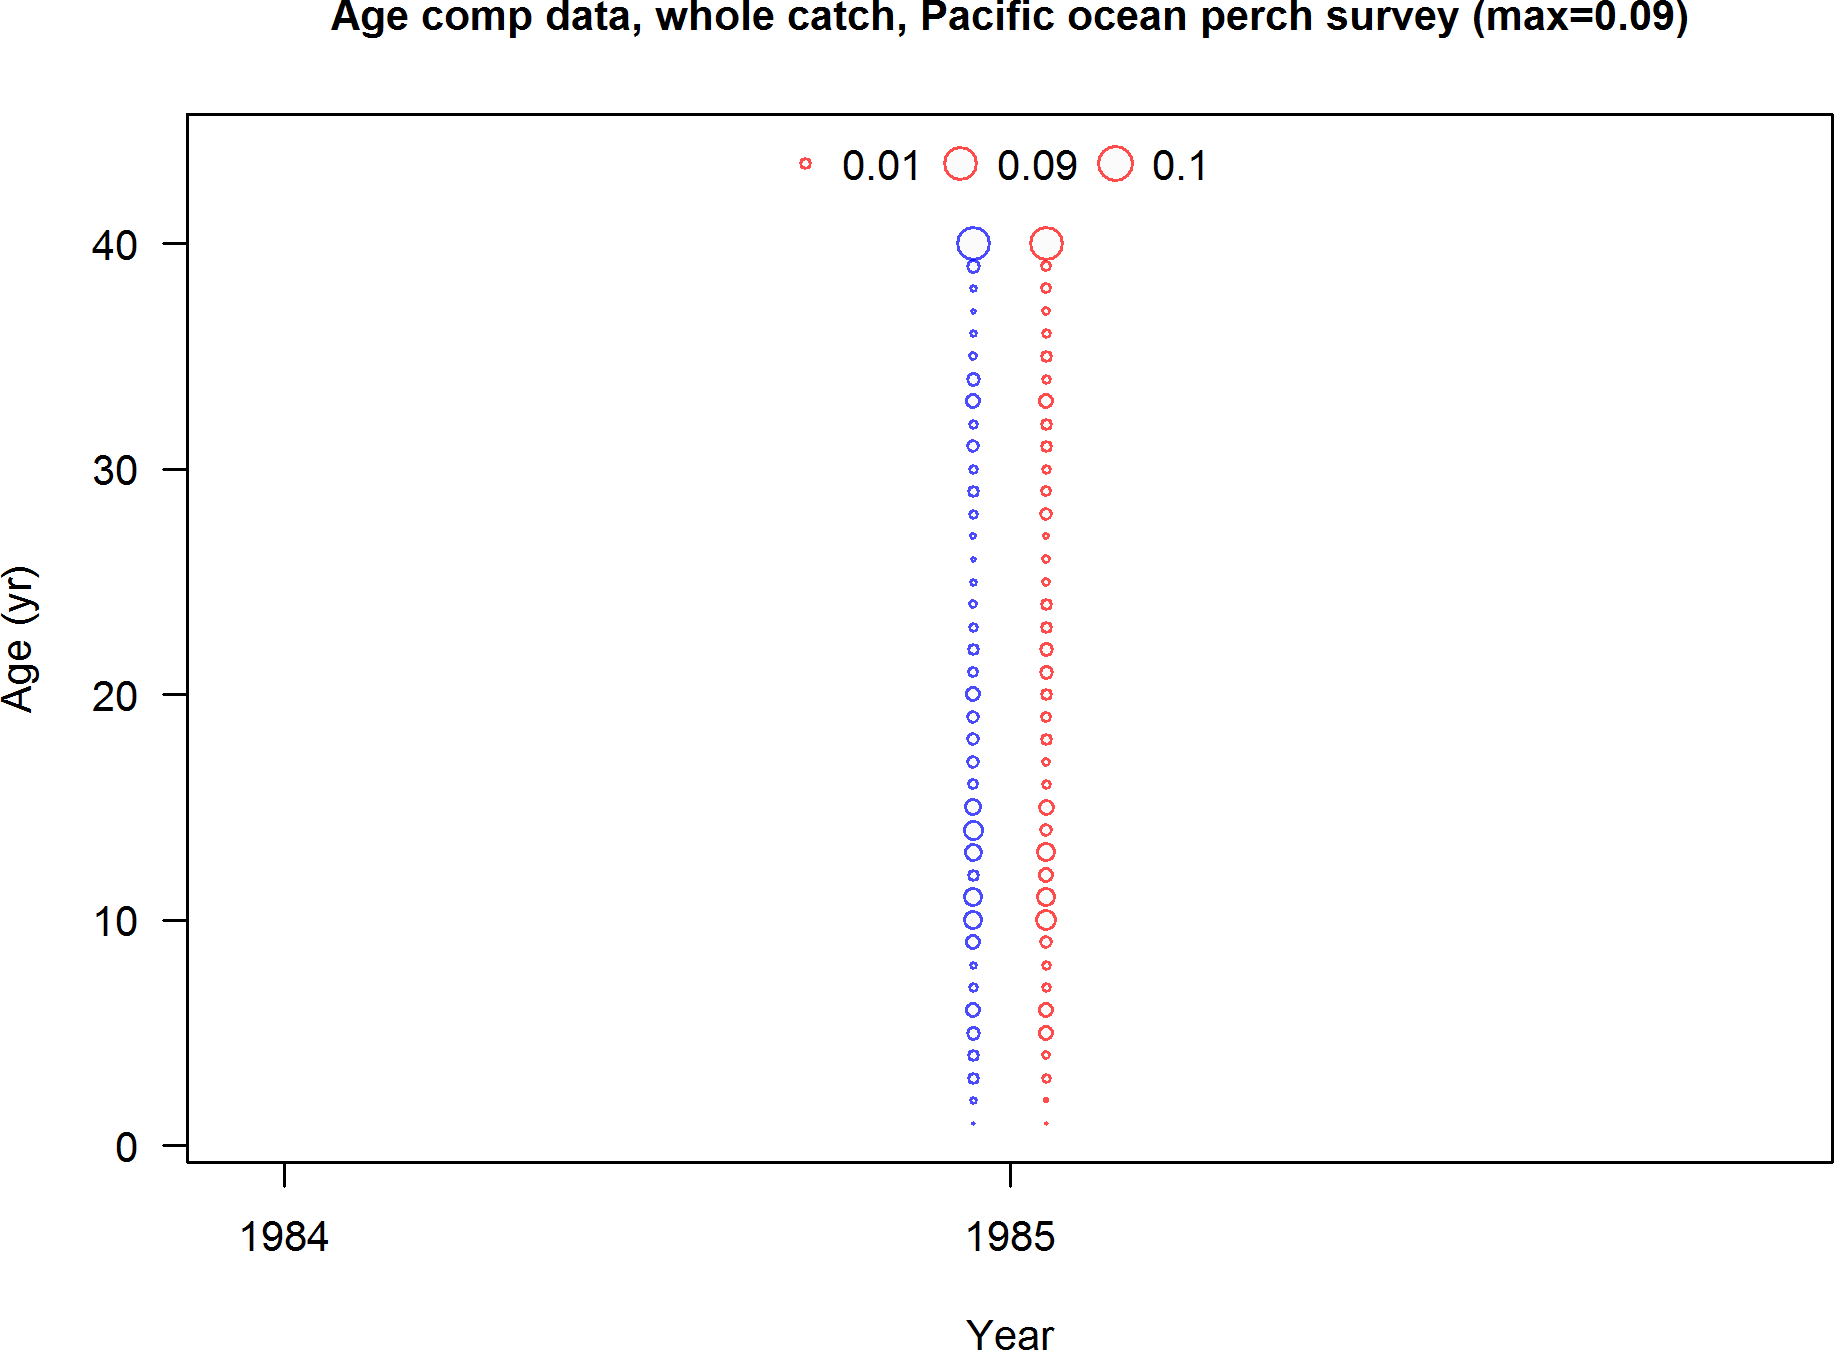 Age comp data, whole catch, Pacific ocean perch survey (max=0.09)
0.01 0.09 0.1
40
30
20
10
0
Age (yr)
1984 1985
Year